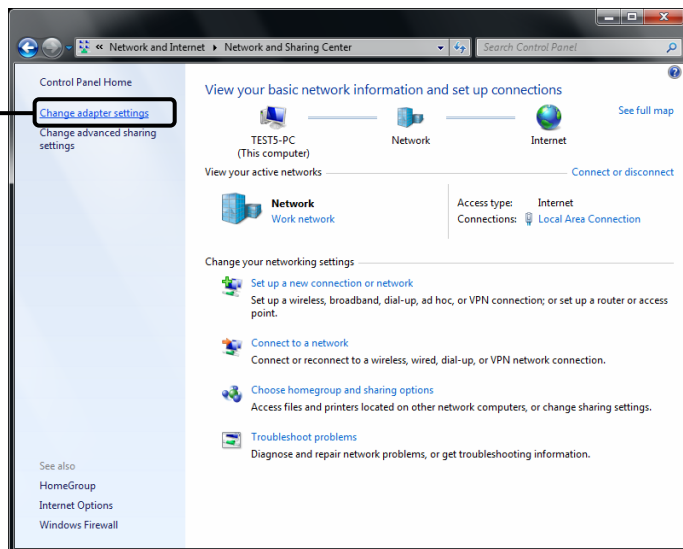 « Network and Internet ▸ Network and Sharing Center
Search Control Panel
Control Panel Home
Change adapter settings
Change advanced sharing
settings
See also
HomeGroup
Internet Options
Windows Firewall
View your basic network information and set up connections
See full map
TEST5-PC
(This computer)
Network
Internet
View your active networks
Connect or disconnect
Network
Work network
Access type: Internet
Connections: Local Area Connection
Change your networking settings
Set up a new connection or network
Set up a wireless, broadband, dial-up, ad hoc, or VPN connection; or set up a router or access
point.
Connect to a network
Connect or reconnect to a wireless, wired, dial-up, or VPN network connection.
Choose homegroup and sharing options
Access files and printers located on other network computers, or change sharing settings.
Troubleshoot problems
Diagnose and repair network problems, or get troubleshooting information.